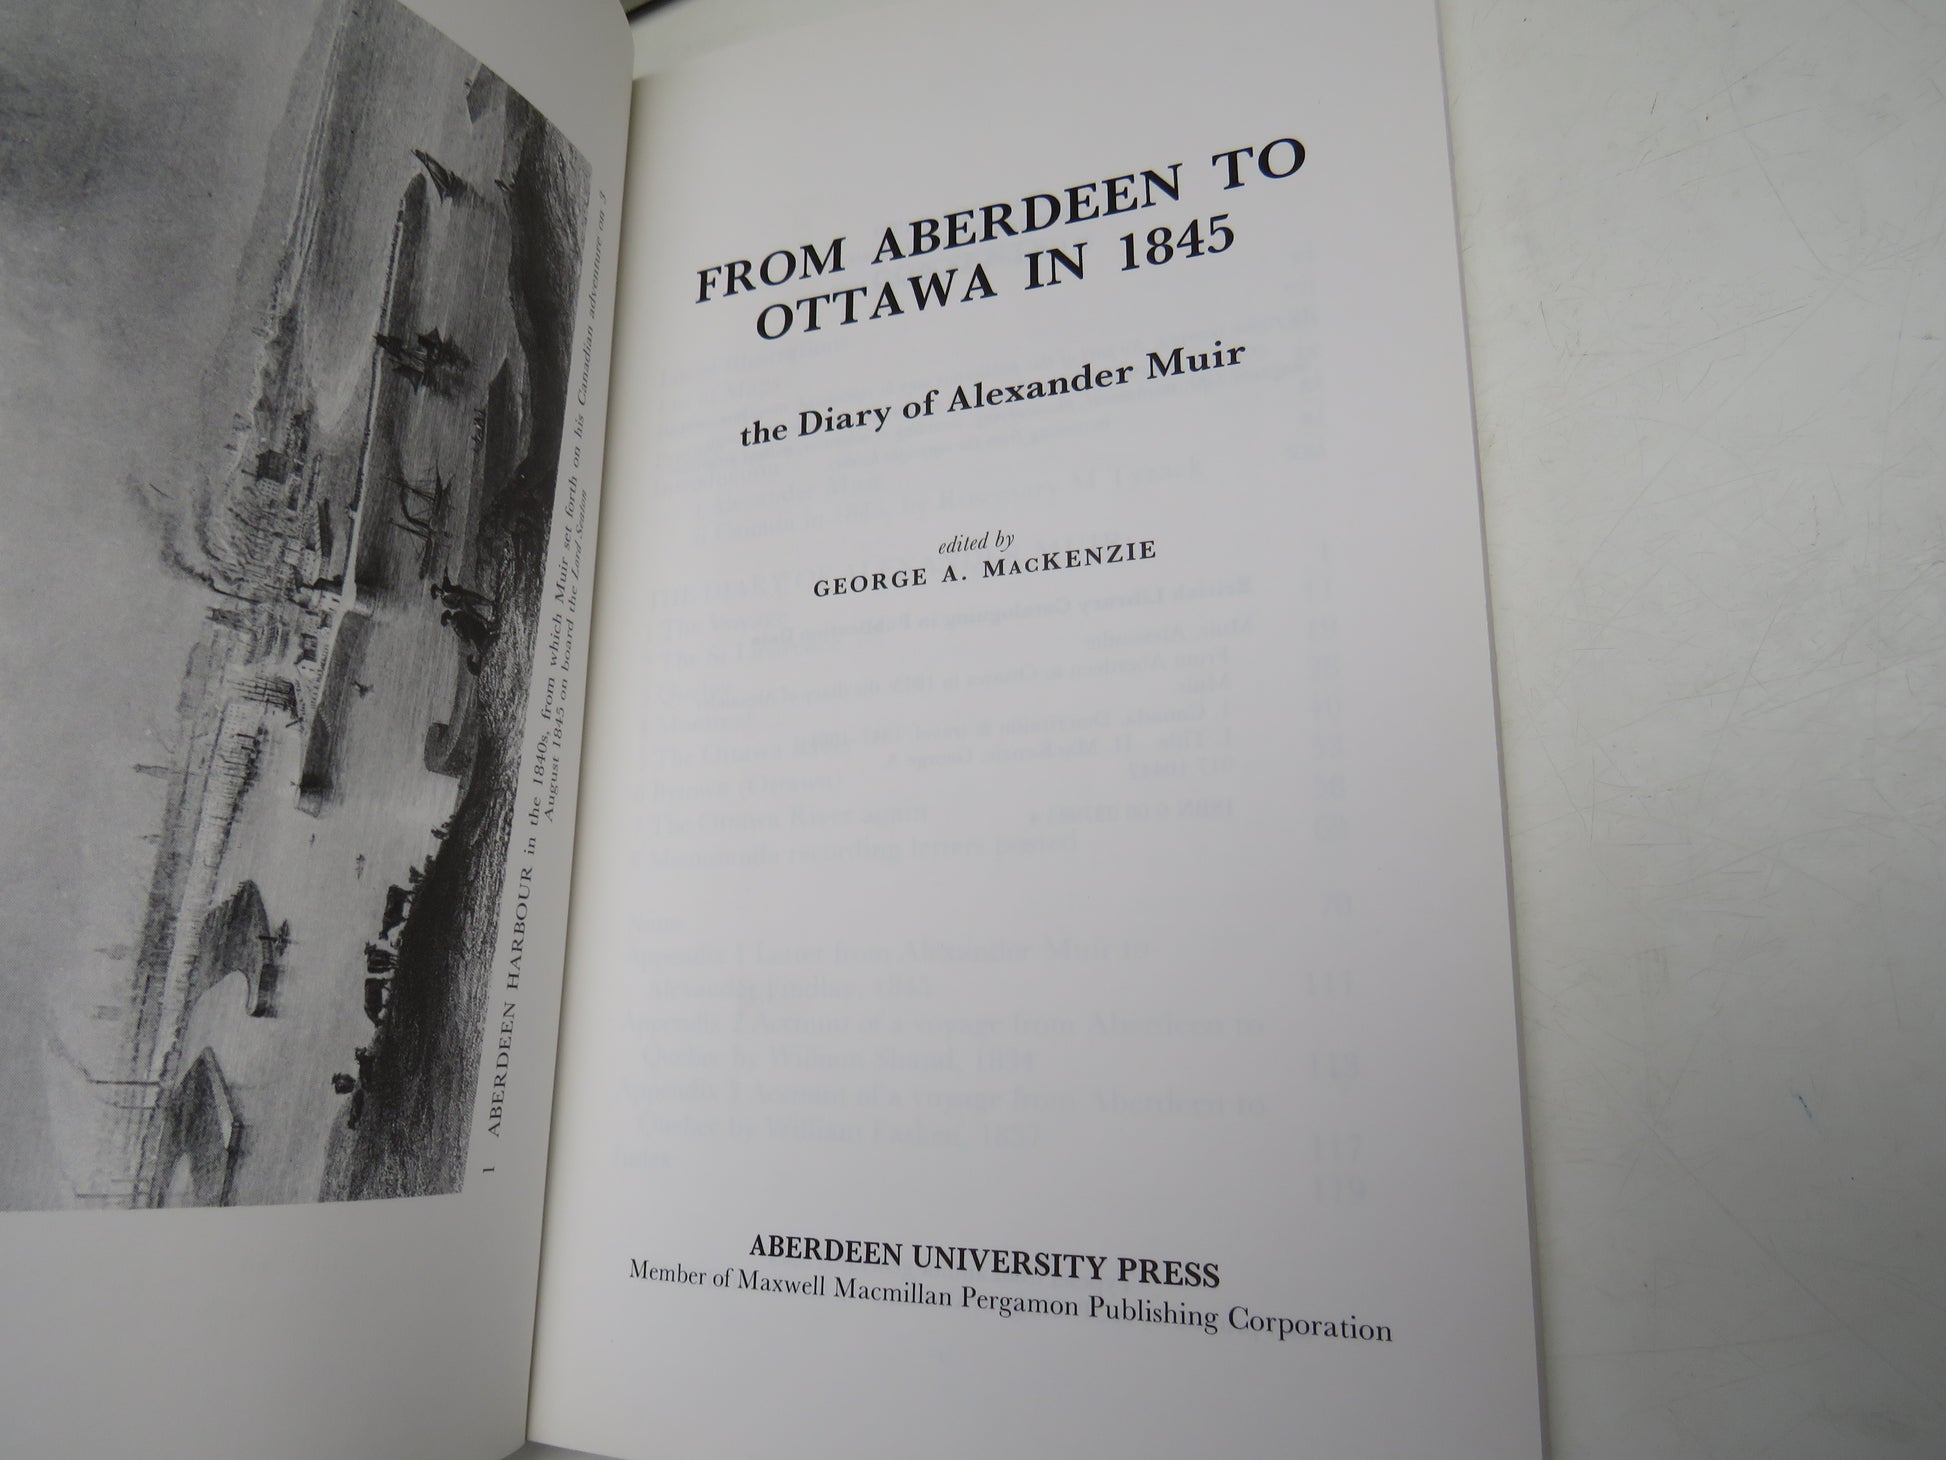 1 ABERDEEN HARBOUR in the 1840s, from which Muir set forth on his Canadian adventure on 3
August 1845 on board the Lord Seaton
FROM ABERDEEN TO
OTTAWA IN 1845
the Diary of Alexander Muir
edited by
GEORGE A. MACKENZIE
ABERDEEN UNIVERSITY PRESS
Member of Maxwell Macmillan Pergamon Publishing Corporation